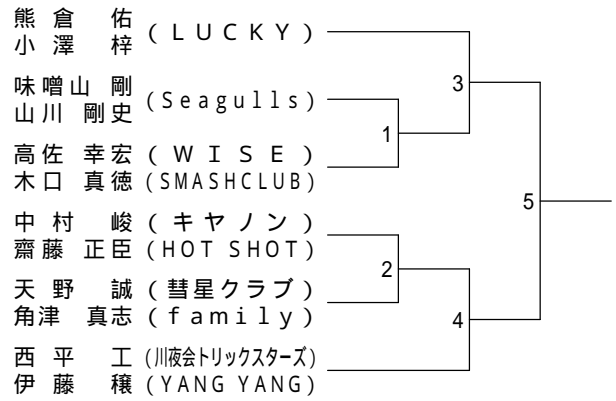 熊倉 佑
小澤 梓 (LUCKY)
味噌山 剛
山川 剛史 (Seagulls)
高佐 幸宏 (WISE)
木口 真徳 (SMASHCLUB)
中村 峻 (キヤノン)
齋藤 正臣 (HOT SHOT)
天野 誠 (彗星クラブ)
角津 真志 (family)
西平 工 (川夜会トリックスターズ)
伊藤 穣 (YANG YANG)
1
2
3
4
5